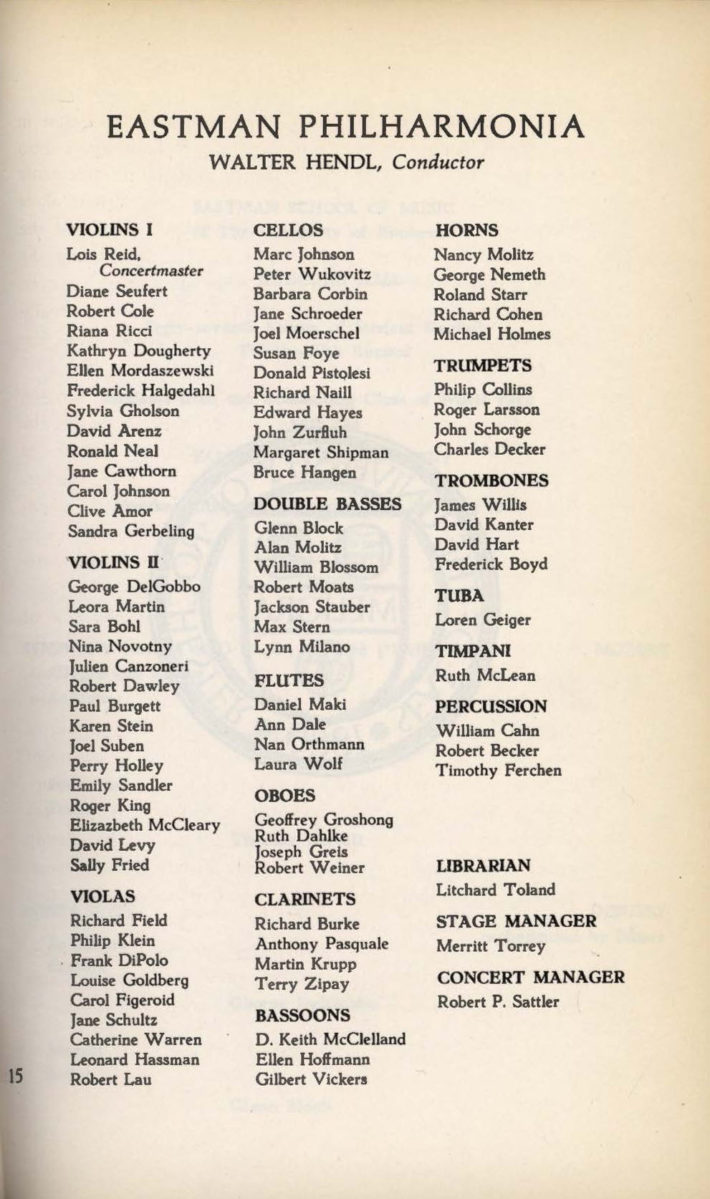 EASTMAN PHILHARMONIA
WALTER HENDL, Conductor
VIOLINS I
Lois Reid,
Concertmaster
Diane Seufert
Robert Cole
Riana Ricci
Kathryn Dougherty
Ellen Mordaszewski
Frederick Halgedahl
Sylvia Gholson
David Arenz
Ronald Neal
Jane Cawthorn
Carol Johnson
Clive Amor
Sandra Gerbeling
VIOLINS II
George DelGobbo
Leora Martin
Sara Bohl
Nina Novotny
Julien Canzoneri
Robert Dawley
Paul Burgett
Karen Stein
Joel Suben
Perry Holley
Emily Sandler
Roger King
Elizazbeth McCleary
David Levy
Sally Fried
VIOLAS
Richard Field
Philip Klein
Frank DiPolo
Louise Goldberg
Carol Figeroid
Jane Schultz
Catherine Warren
Leonard Hassman
Robert Lau
CELLOS
Marc Johnson
Peter Wukovitz
Barbara Corbin
Jane Schroeder
Joel Moerschel
Susan Foye
Donald Pistolesi
Richard Naill
Edward Hayes
John Zurfluh
Margaret Shipman
Bruce Hangen
DOUBLE BASSES
Glenn Block
Alan Molitz
William Blossom
Robert Moats
Jackson Stauber
Max Stern
Lynn Milano
FLUTES
Daniel Maki
Ann Dale
Nan Orthmann
Laura Wolf
OBOES
Geoffrey Groshong
Ruth Dahlke
Joseph Greis
Robert Weiner
CLARINETS
Richard Burke
Anthony Pasquale
Martin Krupp
Terry Zipay
BASSOONS
D. Keith McClelland
Ellen Hoffmann
Gilbert Vickers
HORNS
Nancy Molitz
George Nemeth
Roland Starr
Richard Cohen
Michael Holmes
TRUMPETS
Philip Collins
Roger Larsson
John Schorge
Charles Decker
TROMBONES
James Willis
David Kanter
David Hart
Frederick Boyd
TUBA
Loren Geiger
TIMPANI
Ruth McLean
PERCUSSION
William Cahn
Robert Becker
Timothy Ferchen
LIBRARIAN
Litchard Toland
STAGE MANAGER
Merritt Torrey
CONCERT MANAGER
Robert P. Sattler
15